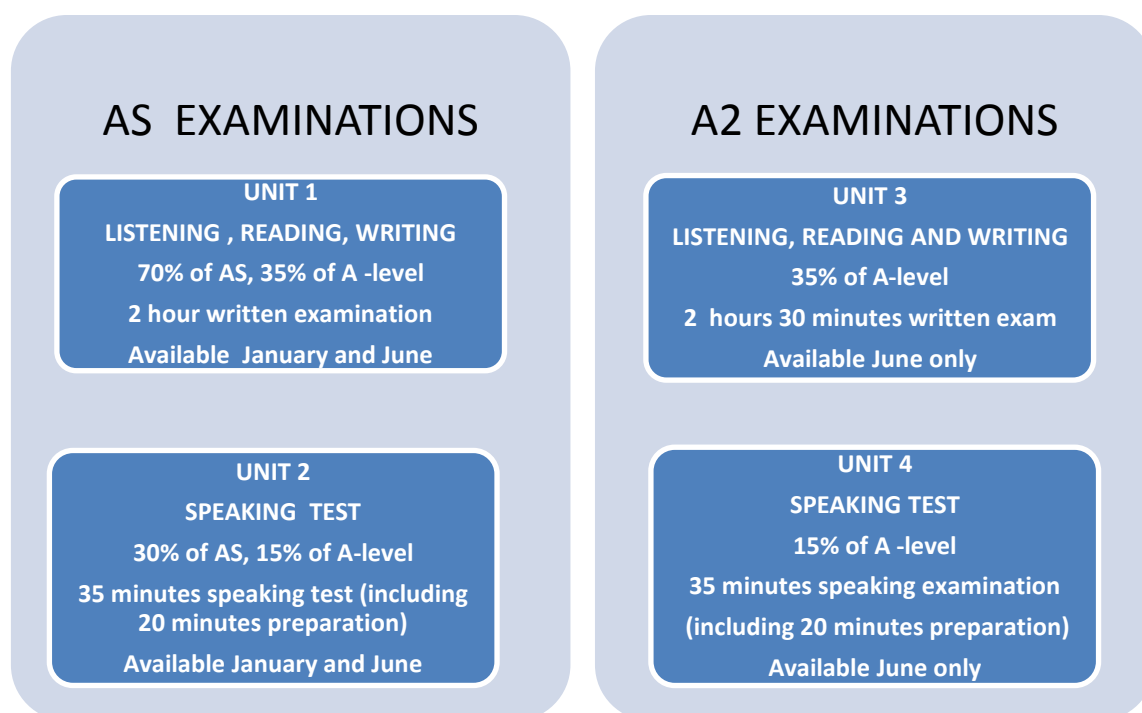 AS EXAMINATIONS
UNIT 1
LISTENING , READING, WRITING
70% of AS, 35% of A -level
2 hour written examination
Available January and June
UNIT 2
SPEAKING TEST
30% of AS, 15% of A-level
35 minutes speaking test (including
20 minutes preparation)
Available January and June
A2 EXAMINATIONS
UNIT 3
LISTENING, READING AND WRITING
35% of A-level
2 hours 30 minutes written exam
Available June only
UNIT 4
SPEAKING TEST
15% of A -level
35 minutes speaking examination
(including 20 minutes preparation)
Available June only